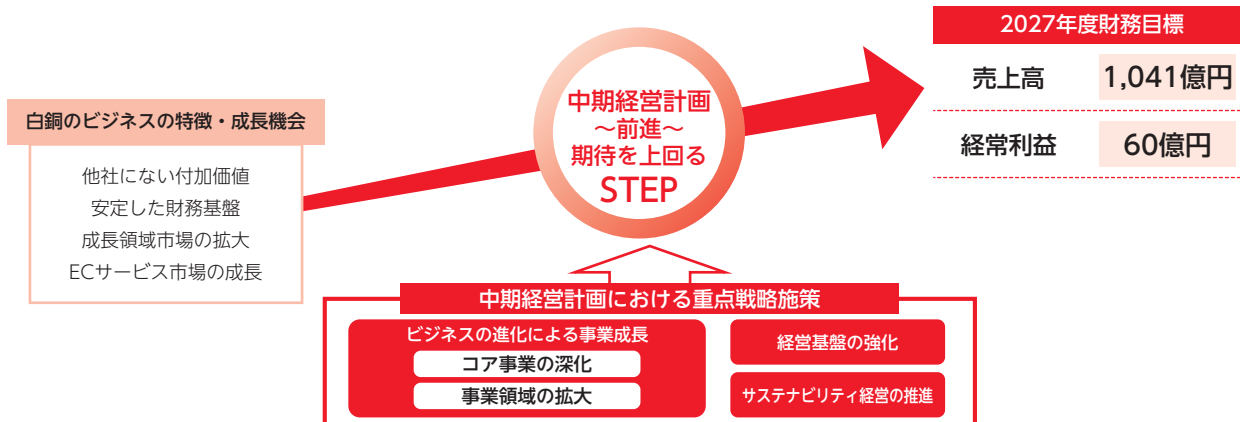 白銅のビジネスの特徴・成長機会
他社にない付加価値
安定した財務基盤
成長領域市場の拡大
ECサービス市場の成長
中期経営計画
～前進～
期待を上回る
STEP
2027年度財務目標
売上高 1,041億円
経常利益 60億円
中期経営計画における重点戦略施策
ビジネスの進化による事業成長
コア事業の深化
事業領域の拡大
経営基盤の強化
サステナビリティ経営の推進